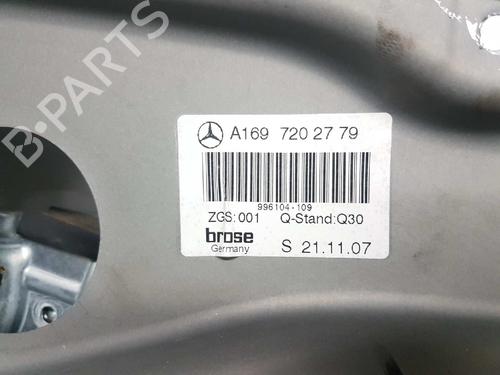 B-PARTS
A169 720 27 79
996104-109
ZGS:001 Q-Stand:Q30
brose
Germany
S 21.11.07